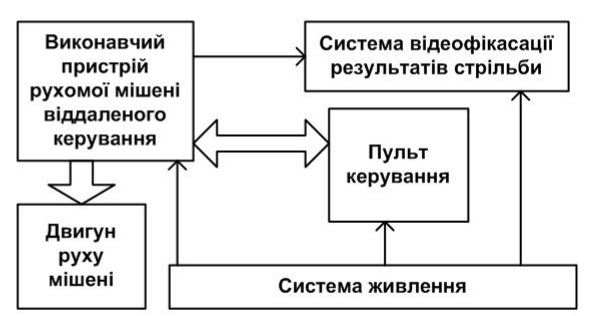 Виконавчий
пристрій
рухомої мішені
віддаленого
керування
Система відеофікасації
результатів стрільби
Пульт
керування
Двигун
руху
мішені
Система живлення